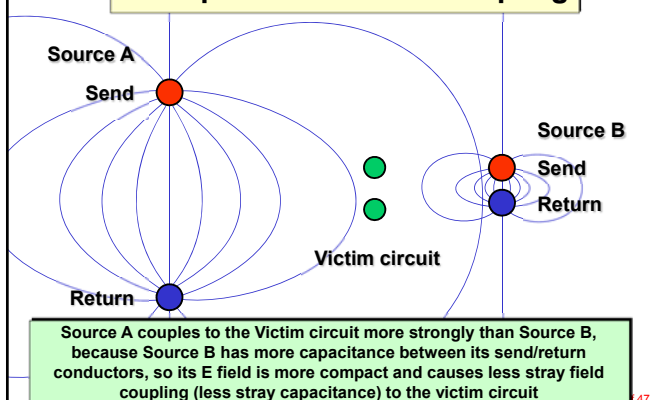 Source A
Send
Source B
Send
Return
Victim circuit
Return
Source A couples to the Victim circuit more strongly than Source B,
because Source B has more capacitance between its send/return
conductors, so its E field is more compact and causes less stray field
coupling (less stray capacitance) to the victim circuit
47